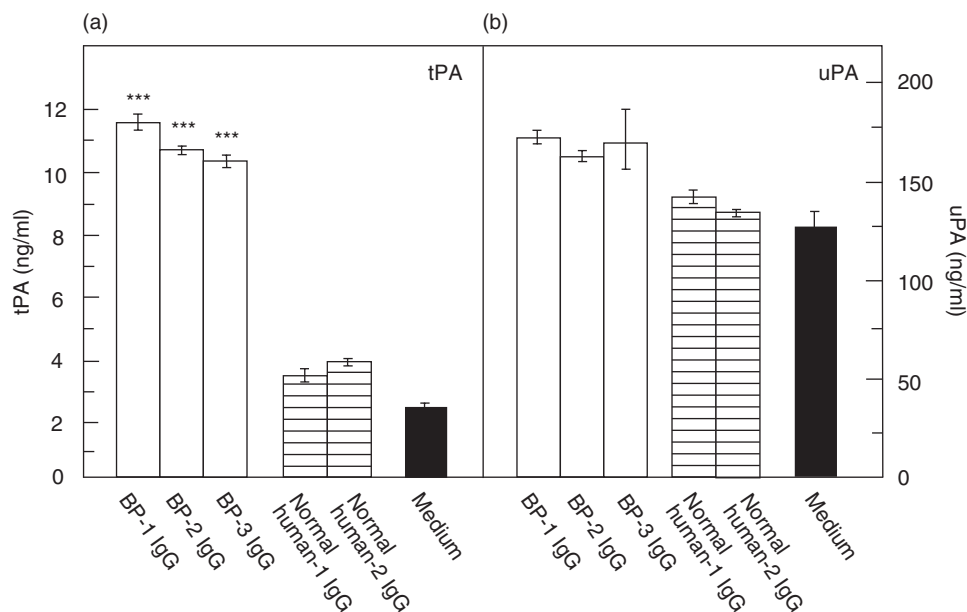 (a)
(b)
tPA
uPA
***
***
***
12
10
8
6
4
2
0
tPA (ng/ml)
200
150
100
50
0
uPA (ng/ml)
BP-1 IgG
BP-2 IgG
BP-3 IgG
Normal
human-1 IgG
Normal
human-2 IgG
Medium
BP-1 IgG
BP-2 IgG
BP-3 IgG
Normal
human-1 IgG
Normal
human-2 IgG
Medium